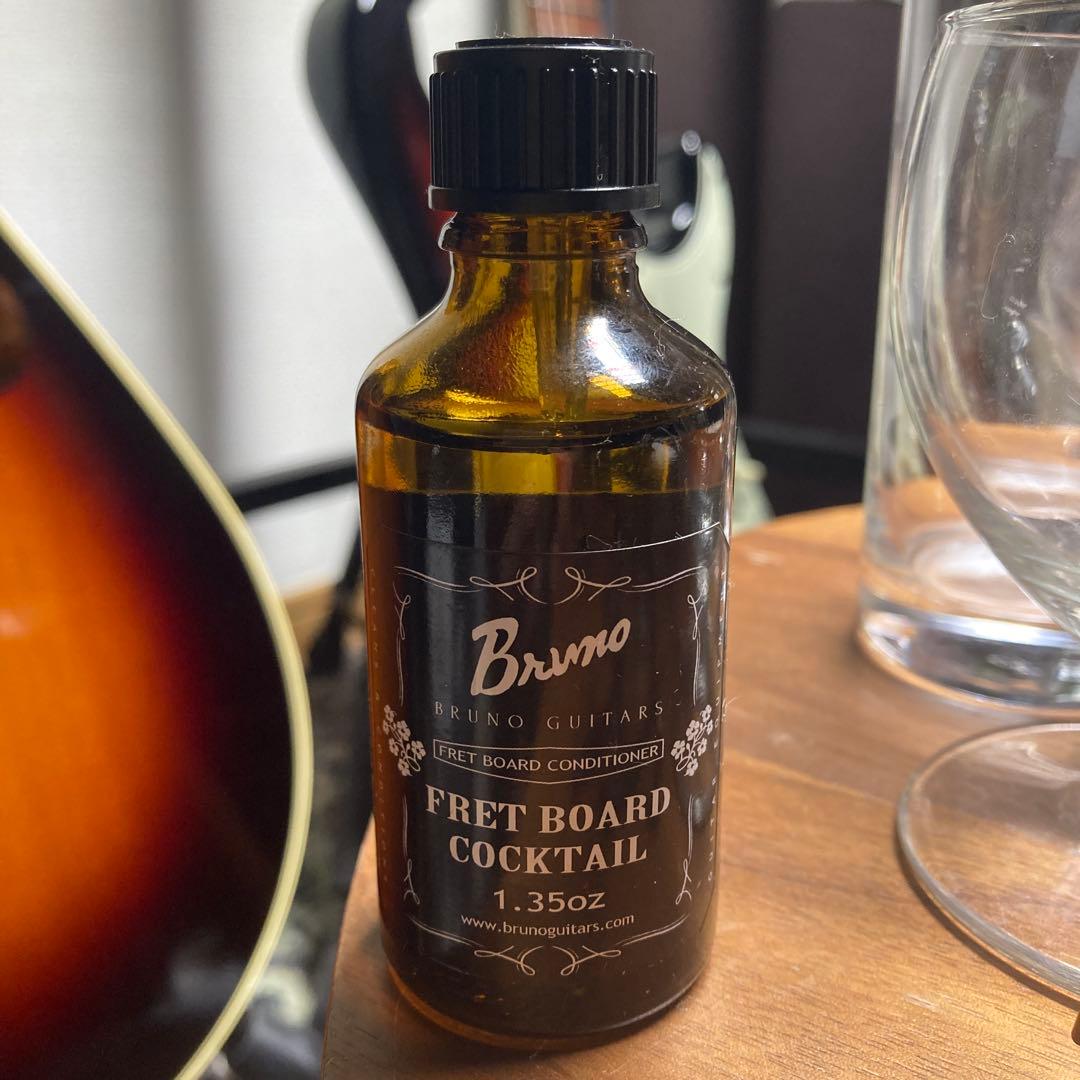 Bruno
BRUNO GUITARS
FRET BOARD CONDITIONER
FRET BOARD
COCKTAIL
1.35oz
www.brunoguitars.com